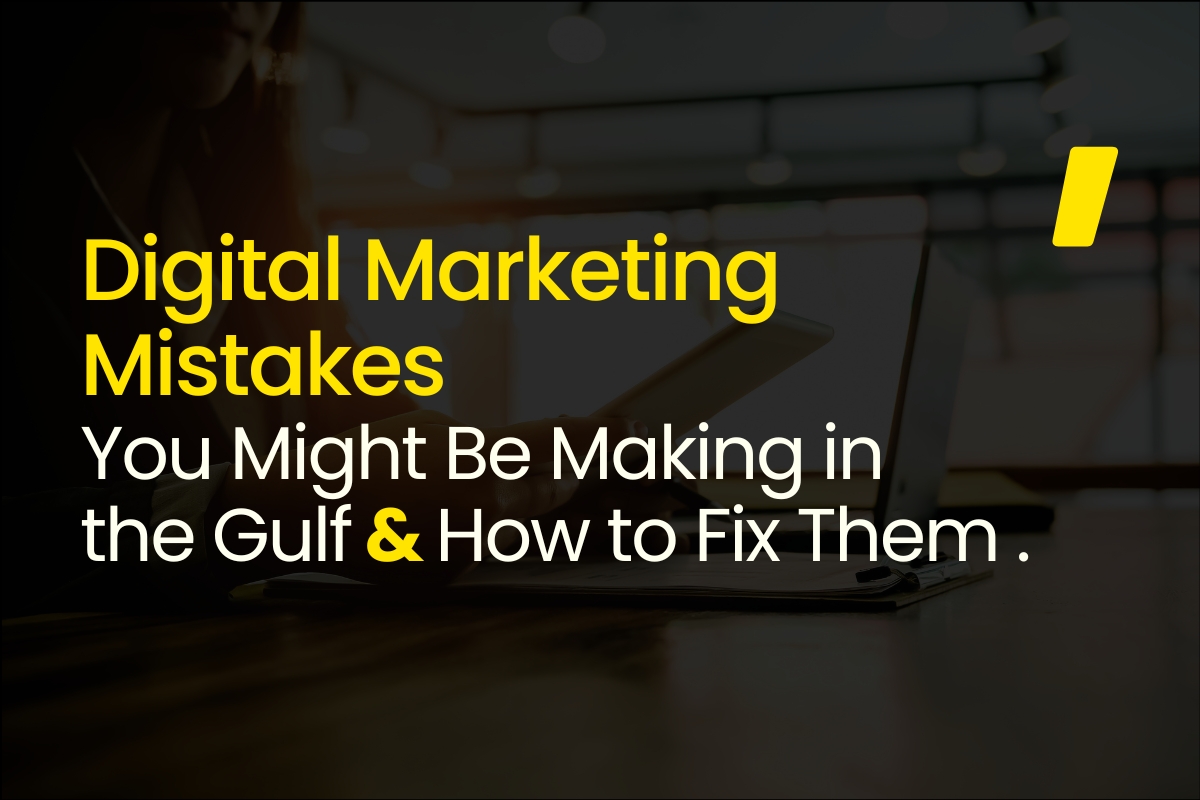 Digital Marketing
Mistakes
You Might Be Making in
the Gulf & How to Fix Them .